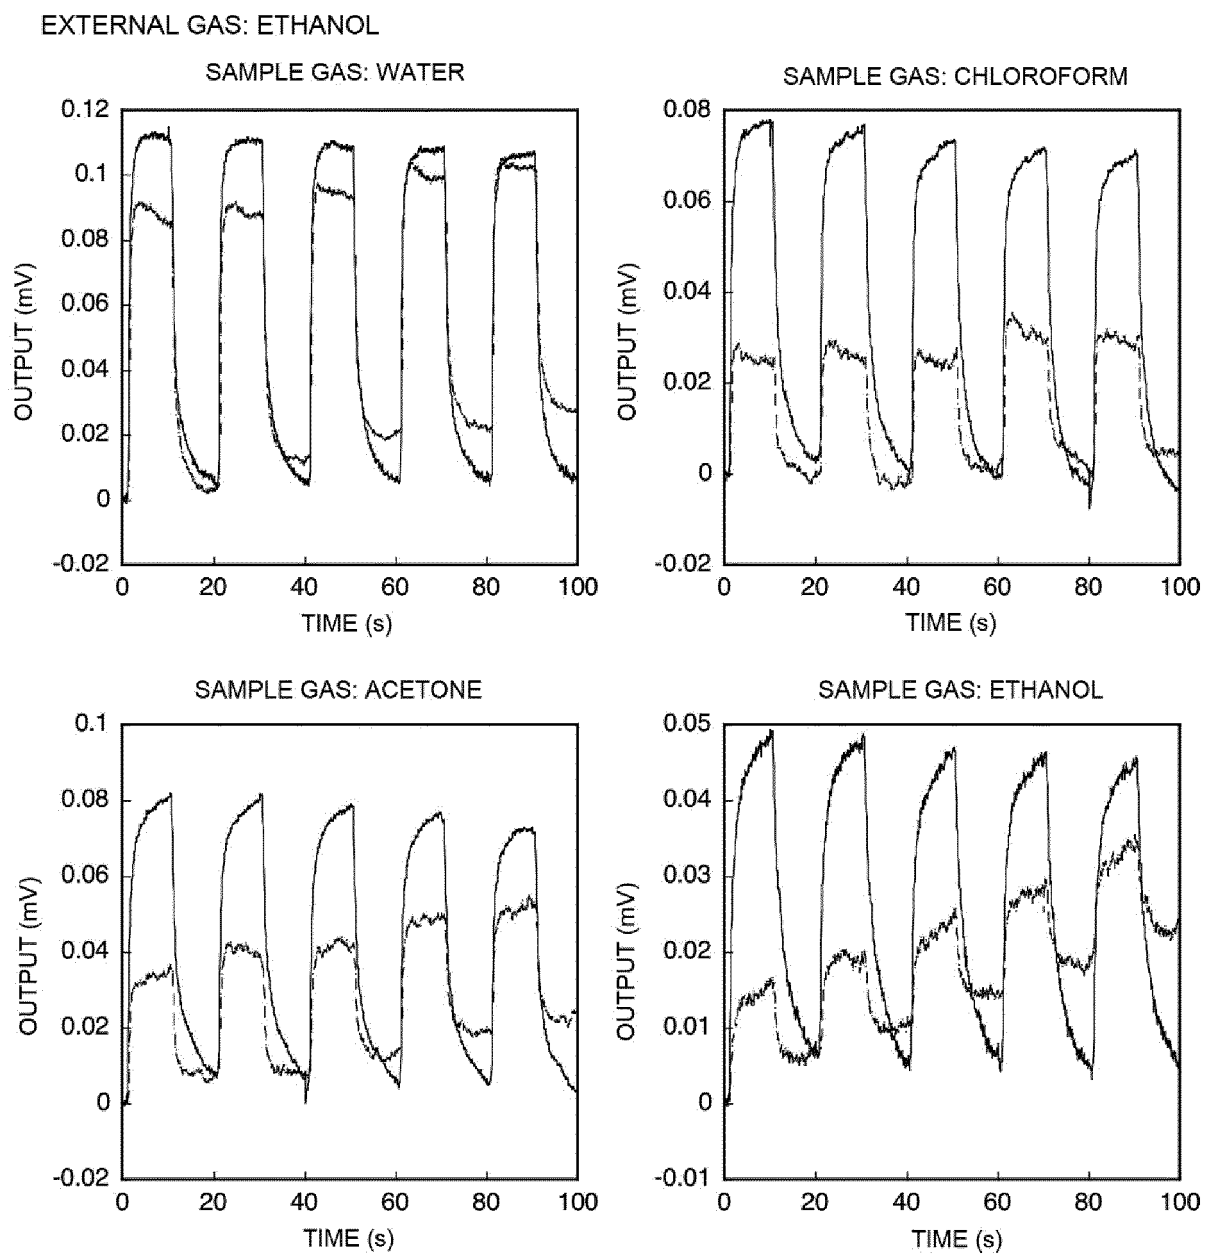 EXTERNAL GAS: ETHANOL
SAMPLE GAS: WATER
0.12
0.1
0.08
0.06
0.04
0.02
0
-0.02
OUTPUT (mV)
0 20 40 60 80 100
TIME (s)
SAMPLE GAS: CHLOROFORM
0.08
0.06
0.04
0.02
0
-0.02
OUTPUT (mV)
0 20 40 60 80 100
TIME (s)
SAMPLE GAS: ACETONE
0.1
0.08
0.06
0.04
0.02
0
-0.02
OUTPUT (mV)
0 20 40 60 80 100
TIME (s)
SAMPLE GAS: ETHANOL
0.05
0.04
0.03
0.02
0.01
0
-0.01
OUTPUT (mV)
0 20 40 60 80 100
TIME (s)